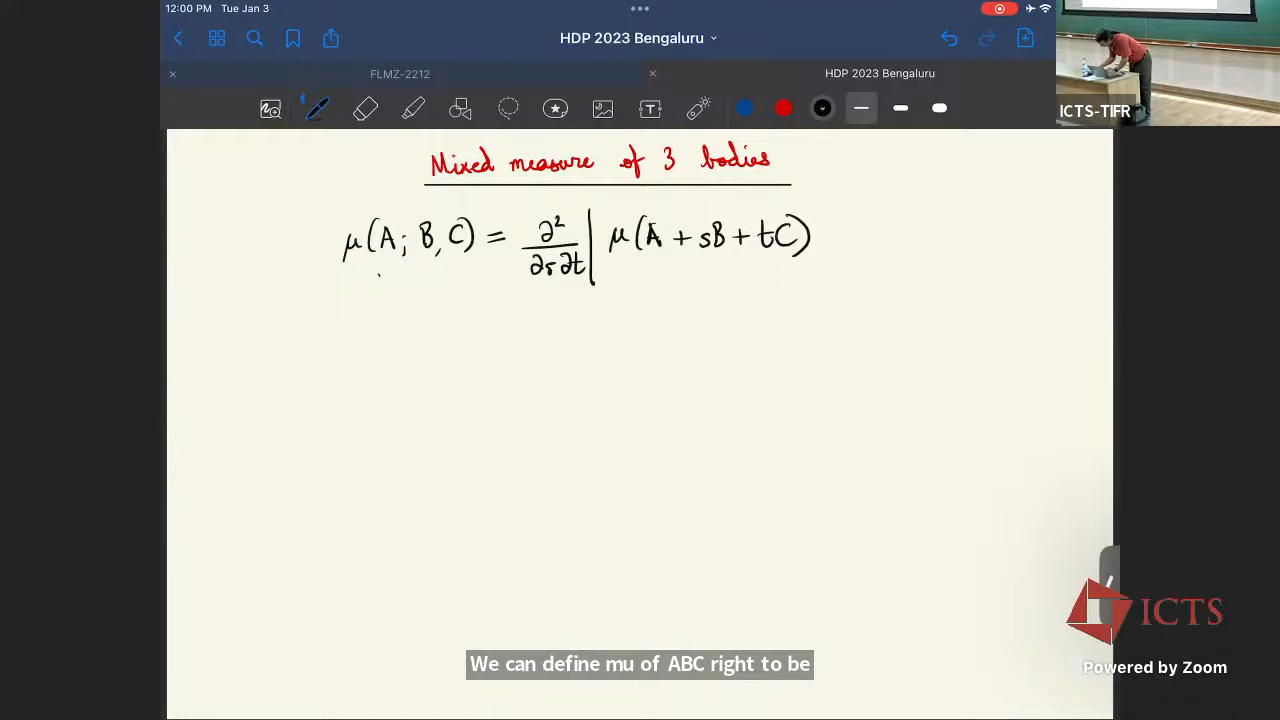 12:00 PM Tue Jan 3
HDP 2023 Bengaluru
FLMZ-2212
HDP 2023 Bengaluru
ICTS-TIFR
Mixed measure of 3 bodies
μ(A; B, C) = ∂²/∂s∂t | μ(A + sB + tC)
ICTS
Powered by Zoom
We can define mu of ABC right to be